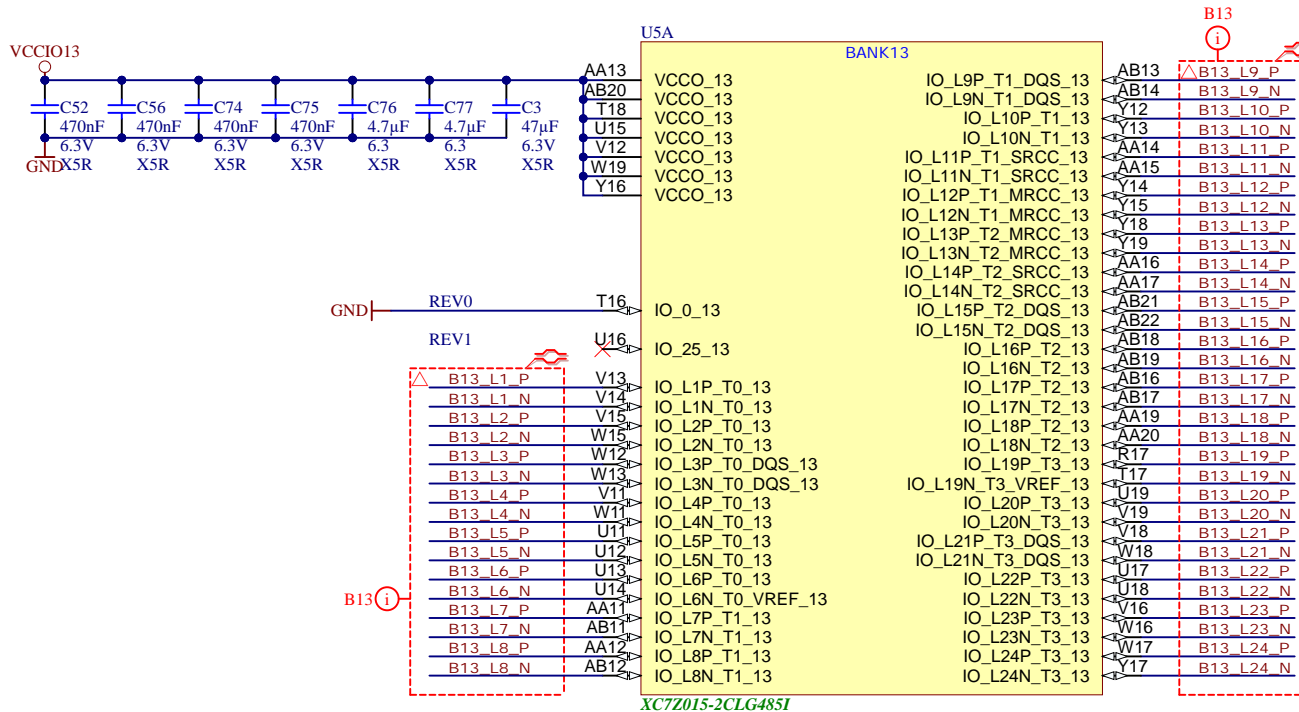 B13
U5A
BANK13
VCCIO13
C52
470nF
6.3V
X5R
C56
470nF
6.3V
X5R
C74
470nF
6.3V
X5R
C75
470nF
6.3V
X5R
C76
4.7µF
6.3
X5R
C77
4.7µF
6.3
X5R
C3
47µF
6.3V
X5R
GND
AA13 VCCO_13
AB20 VCCO_13
T18 VCCO_13
U15 VCCO_13
V12 VCCO_13
W19 VCCO_13
Y16 VCCO_13
GND REV0 T16 IO_0_13
REV1 U16 IO_25_13
B13_L1_P V13 IO_L1P_T0_13
B13_L1_N V14 IO_L1N_T0_13
B13_L2_P V15 IO_L2P_T0_13
B13_L2_N W15 IO_L2N_T0_13
B13_L3_P W12 IO_L3P_T0_DQS_13
B13_L3_N W13 IO_L3N_T0_DQS_13
B13_L4_P V11 IO_L4P_T0_13
B13_L4_N W11 IO_L4N_T0_13
B13_L5_P U11 IO_L5P_T0_13
B13_L5_N U12 IO_L5N_T0_13
B13_L6_P U13 IO_L6P_T0_13
B13 i
B13_L6_N U14 IO_L6N_T0_VREF_13
B13_L7_P AA11 IO_L7P_T1_13
B13_L7_N AB11 IO_L7N_T1_13
B13_L8_P AA12 IO_L8P_T1_13
B13_L8_N AB12 IO_L8N_T1_13
i
IO_L9P_T1_DQS_13 AB13 B13_L9_P
IO_L9N_T1_DQS_13 AB14 B13_L9_N
IO_L10P_T1_13 Y12 B13_L10_P
IO_L10N_T1_13 Y13 B13_L10_N
IO_L11P_T1_SRCC_13 AA14 B13_L11_P
IO_L11N_T1_SRCC_13 AA15 B13_L11_N
IO_L12P_T1_MRCC_13 Y14 B13_L12_P
IO_L12N_T1_MRCC_13 Y15 B13_L12_N
IO_L13P_T2_MRCC_13 Y18 B13_L13_P
IO_L13N_T2_MRCC_13 Y19 B13_L13_N
IO_L14P_T2_SRCC_13 AA16 B13_L14_P
IO_L14N_T2_SRCC_13 AA17 B13_L14_N
IO_L15P_T2_DQS_13 AB21 B13_L15_P
IO_L15N_T2_DQS_13 AB22 B13_L15_N
IO_L16P_T2_13 AB18 B13_L16_P
IO_L16N_T2_13 AB19 B13_L16_N
IO_L17P_T2_13 AB16 B13_L17_P
IO_L17N_T2_13 AB17 B13_L17_N
IO_L18P_T2_13 AA19 B13_L18_P
IO_L18N_T2_13 AA20 B13_L18_N
IO_L19P_T3_13 R17 B13_L19_P
IO_L19N_T3_VREF_13 T17 B13_L19_N
IO_L20P_T3_13 U19 B13_L20_P
IO_L20N_T3_13 V19 B13_L20_N
IO_L21P_T3_DQS_13 V18 B13_L21_P
IO_L21N_T3_DQS_13 W18 B13_L21_N
IO_L22P_T3_13 U17 B13_L22_P
IO_L22N_T3_13 U18 B13_L22_N
IO_L23P_T3_13 V16 B13_L23_P
IO_L23N_T3_13 W16 B13_L23_N
IO_L24P_T3_13 W17 B13_L24_P
IO_L24N_T3_13 Y17 B13_L24_N
XC7Z015-2CLG485I